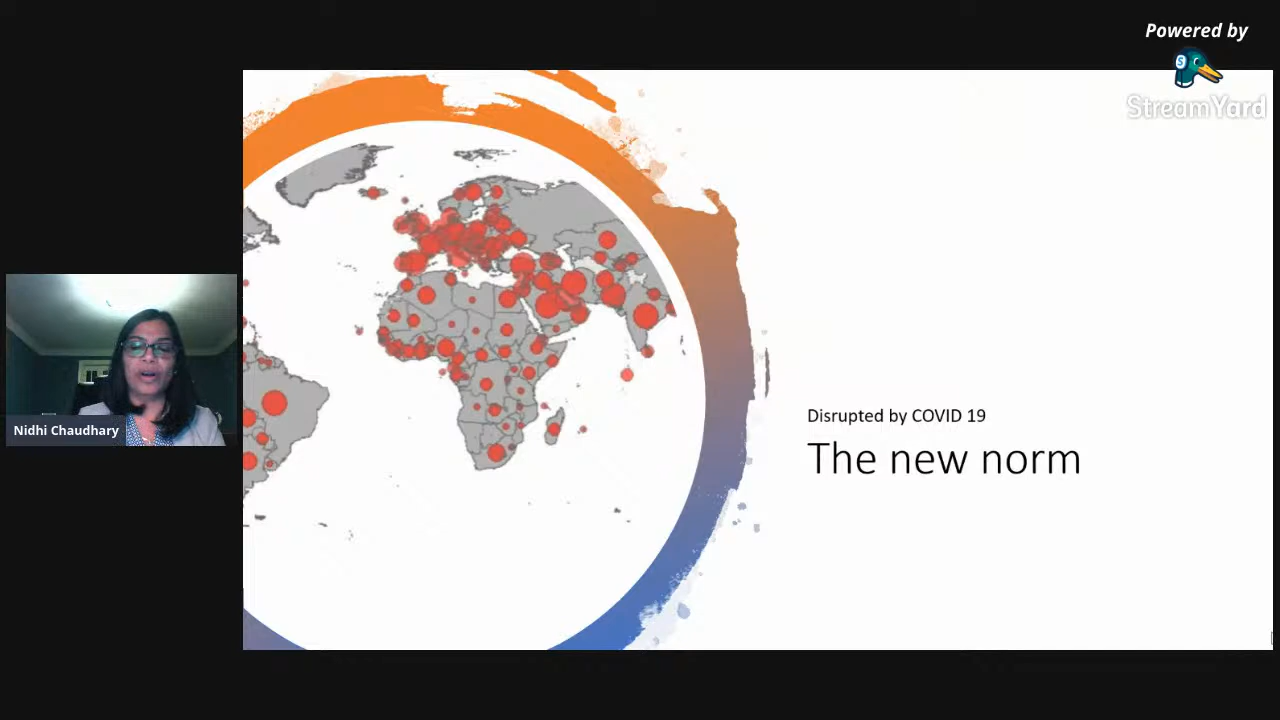 Powered by
StreamYard
Nidhi Chaudhary
Disrupted by COVID 19
The new norm